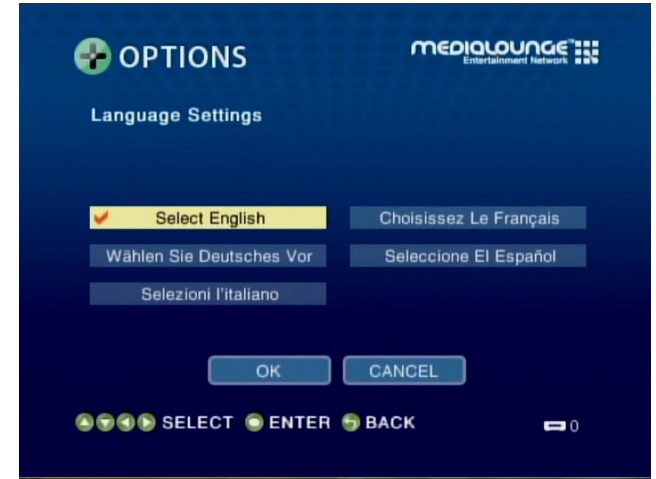 OPTIONS
MEDIALOUNGE™
Entertainment Network
Language Settings
Select English
Choisissez Le Français
Wählen Sie Deutsches Vor
Seleccione El Español
Selezioni l'italiano
OK
CANCEL
SELECT ENTER BACK
0